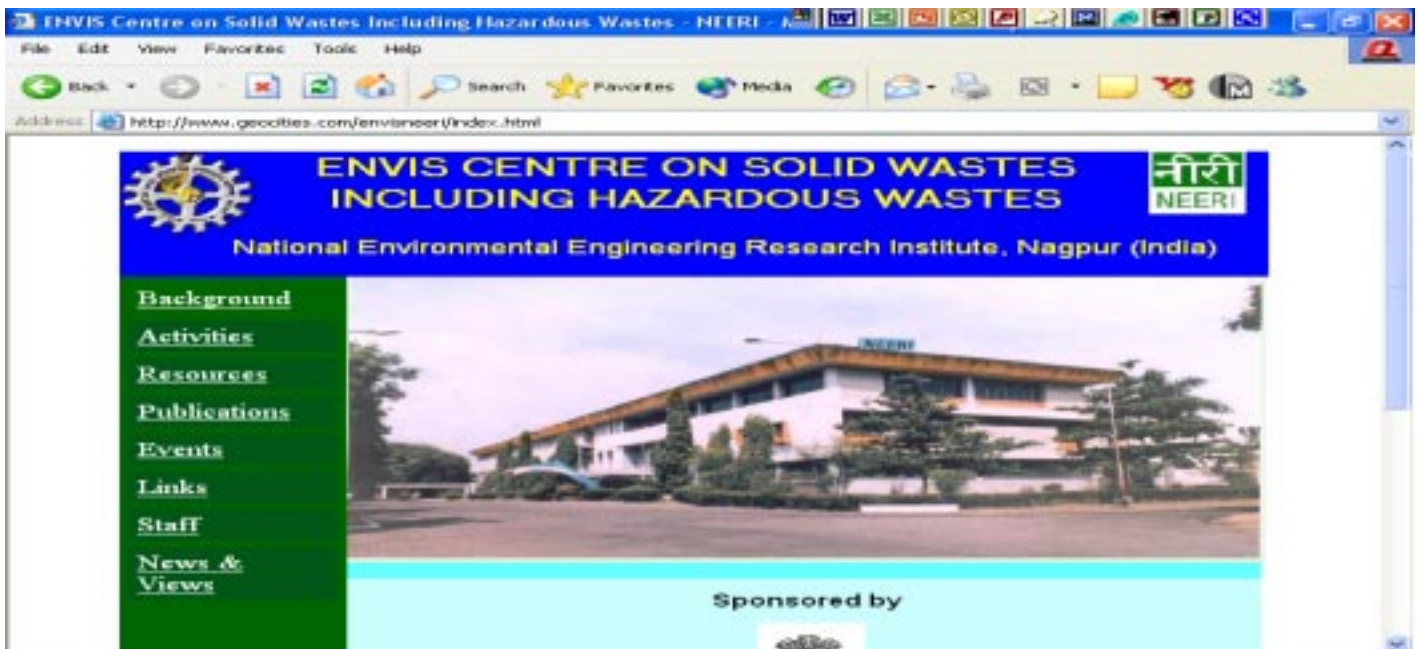 ENVIS Centre on Solid Wastes Including Hazardous Wastes - NEERI -
File Edit View Favorites Tools Help
Back Search Favorites Media
Address http://www.geocities.com/envisneeri/index.html
ENVIS CENTRE ON SOLID WASTES
INCLUDING HAZARDOUS WASTES
नीरी
NEERI
National Environmental Engineering Research Institute, Nagpur (India)
Background
Activities
Resources
Publications
Events
Links
Staff
News &
Views
NEERI
Sponsored by